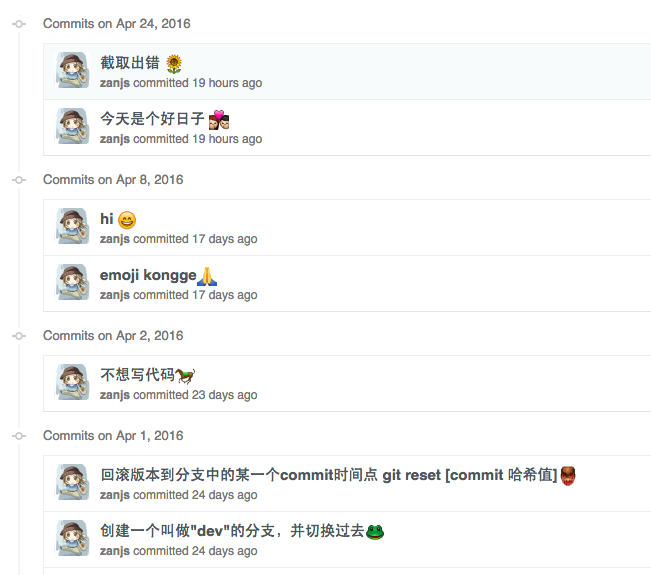 Commits on Apr 24, 2016
截取出错 🌻
zanjs committed 19 hours ago
今天是个好日子 💑
zanjs committed 19 hours ago
Commits on Apr 8, 2016
hi 😄
zanjs committed 17 days ago
emoji kongge🙏
zanjs committed 17 days ago
Commits on Apr 2, 2016
不想写代码🐎
zanjs committed 23 days ago
Commits on Apr 1, 2016
回滚版本到分支中的某一个commit时间点 git reset [commit 哈希值]👹
zanjs committed 24 days ago
创建一个叫做"dev"的分支，并切换过去🐸
zanjs committed 24 days ago